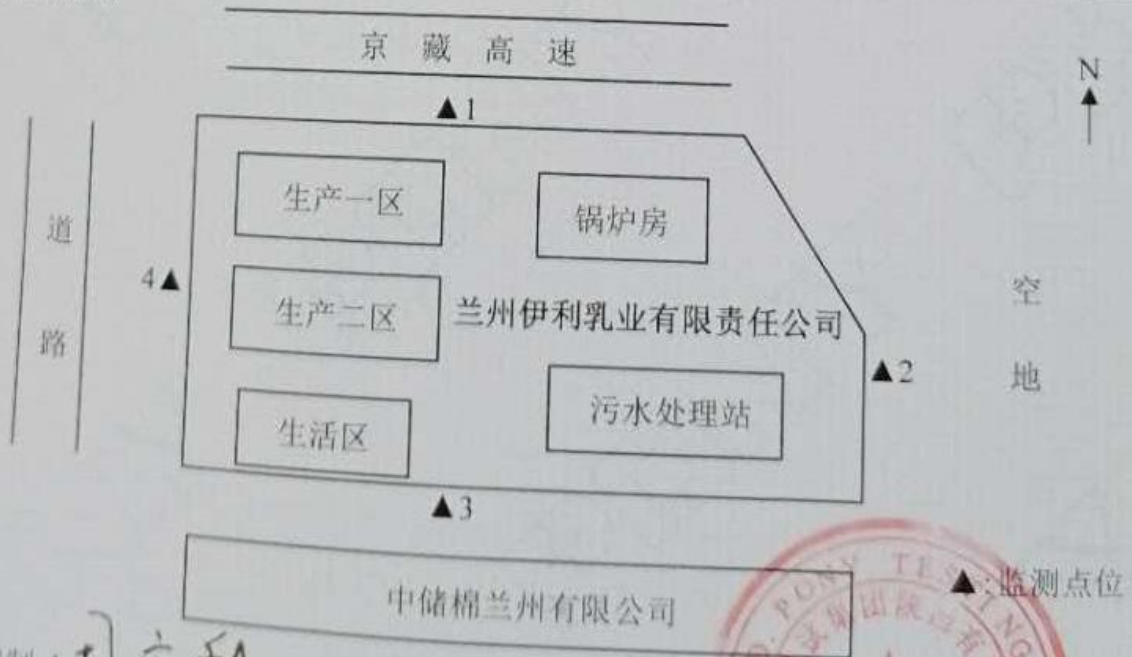 京藏高速
N
▲1
生产一区
锅炉房
道路
4▲
空地
生产二区
兰州伊利乳业有限责任公司
▲2
污水处理站
生活区
▲3
中储棉兰州有限公司
▲:监测点位
PONY TESTING